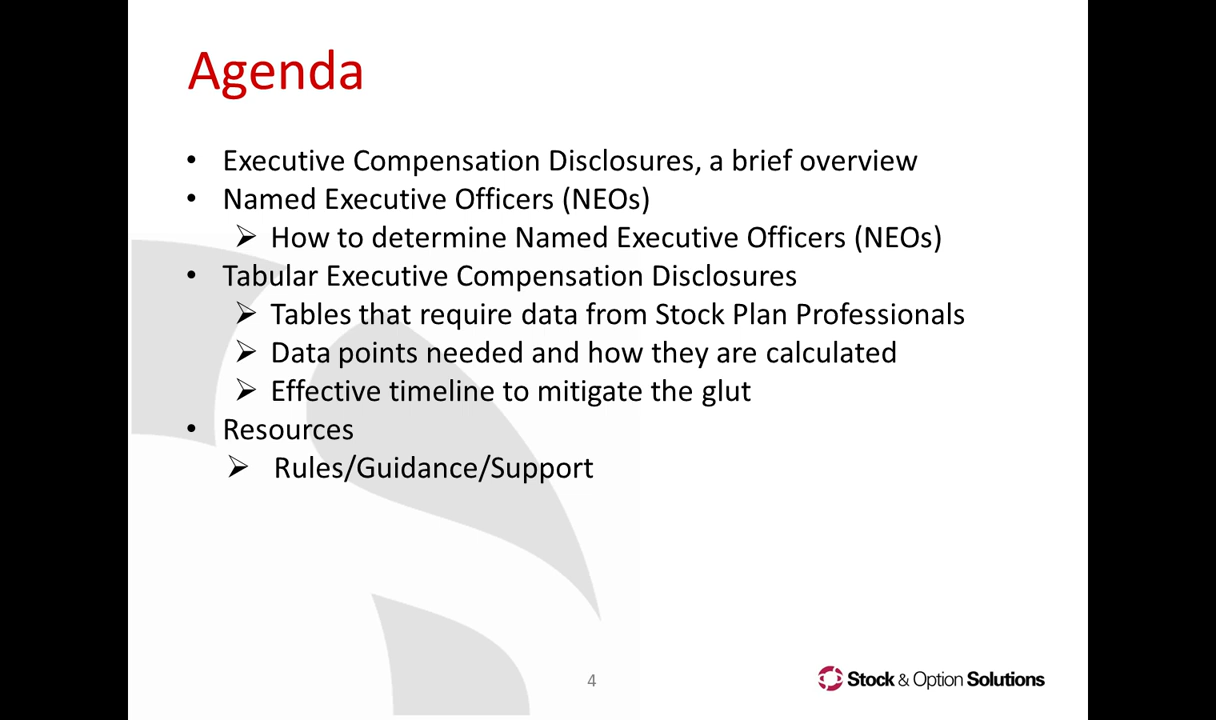 Agenda
• Executive Compensation Disclosures, a brief overview
• Named Executive Officers (NEOs)
➢ How to determine Named Executive Officers (NEOs)
• Tabular Executive Compensation Disclosures
➢ Tables that require data from Stock Plan Professionals
➢ Data points needed and how they are calculated
➢ Effective timeline to mitigate the glut
• Resources
➢ Rules/Guidance/Support
4
Stock & Option Solutions